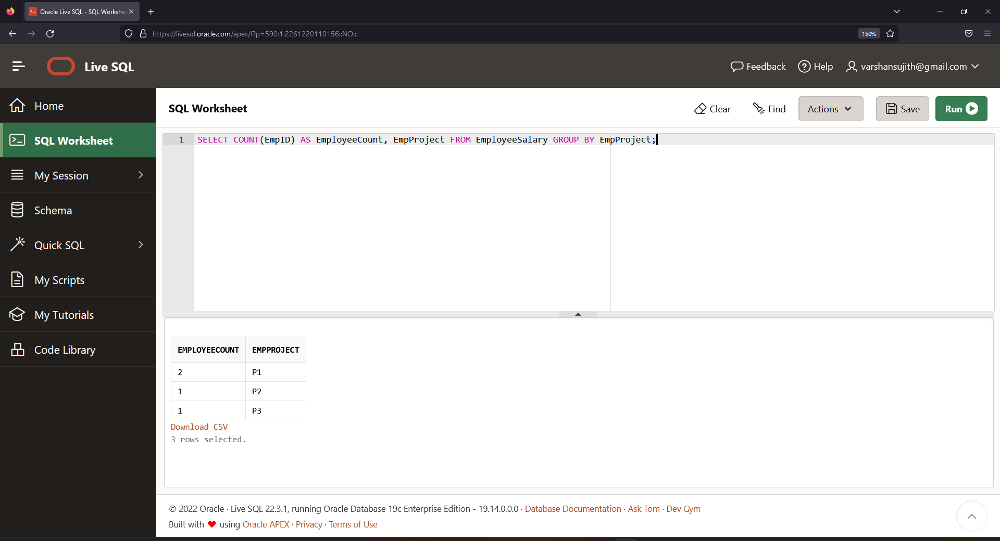 Oracle Live SQL - SQL Workshee
https://livesql.oracle.com/apex/f?p=590:1:2261220110156::NO:::
150%
Live SQL
Feedback
Help
varshansujith@gmail.com
Home
SQL Worksheet
My Session
Schema
Quick SQL
My Scripts
My Tutorials
Code Library
SQL Worksheet
Clear
Find
Actions
Save
Run
1 SELECT COUNT(EmpID) AS EmployeeCount, EmpProject FROM EmployeeSalary GROUP BY EmpProject;
EMPLOYEECOUNT EMPPROJECT
2 P1
1 P2
1 P3
Download CSV
3 rows selected.
© 2022 Oracle · Live SQL 22.3.1, running Oracle Database 19c Enterprise Edition - 19.14.0.0.0 · Database Documentation · Ask Tom · Dev Gym
Built with ❤ using Oracle APEX · Privacy · Terms of Use